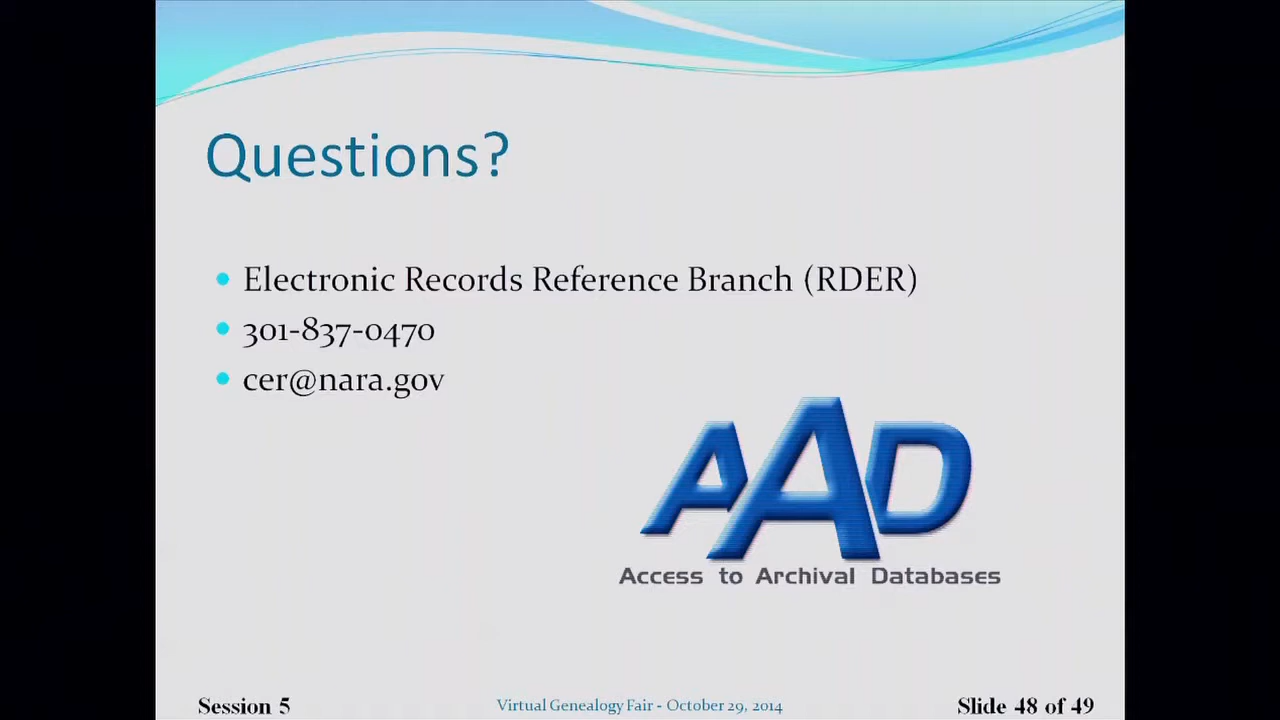 Questions?
Electronic Records Reference Branch (RDER)
301-837-0470
cer@nara.gov
AAD
Access to Archival Databases
Session 5
Virtual Genealogy Fair - October 29, 2014
Slide 48 of 49